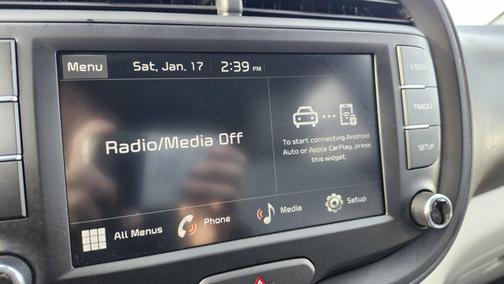 Menu Sat, Jan. 17 2:39 PM
Radio/Media Off
To start connecting Android
Auto or Apple CarPlay, press
this widget.
All Menus Phone Media Setup
SEEK
TRACK
SETUP